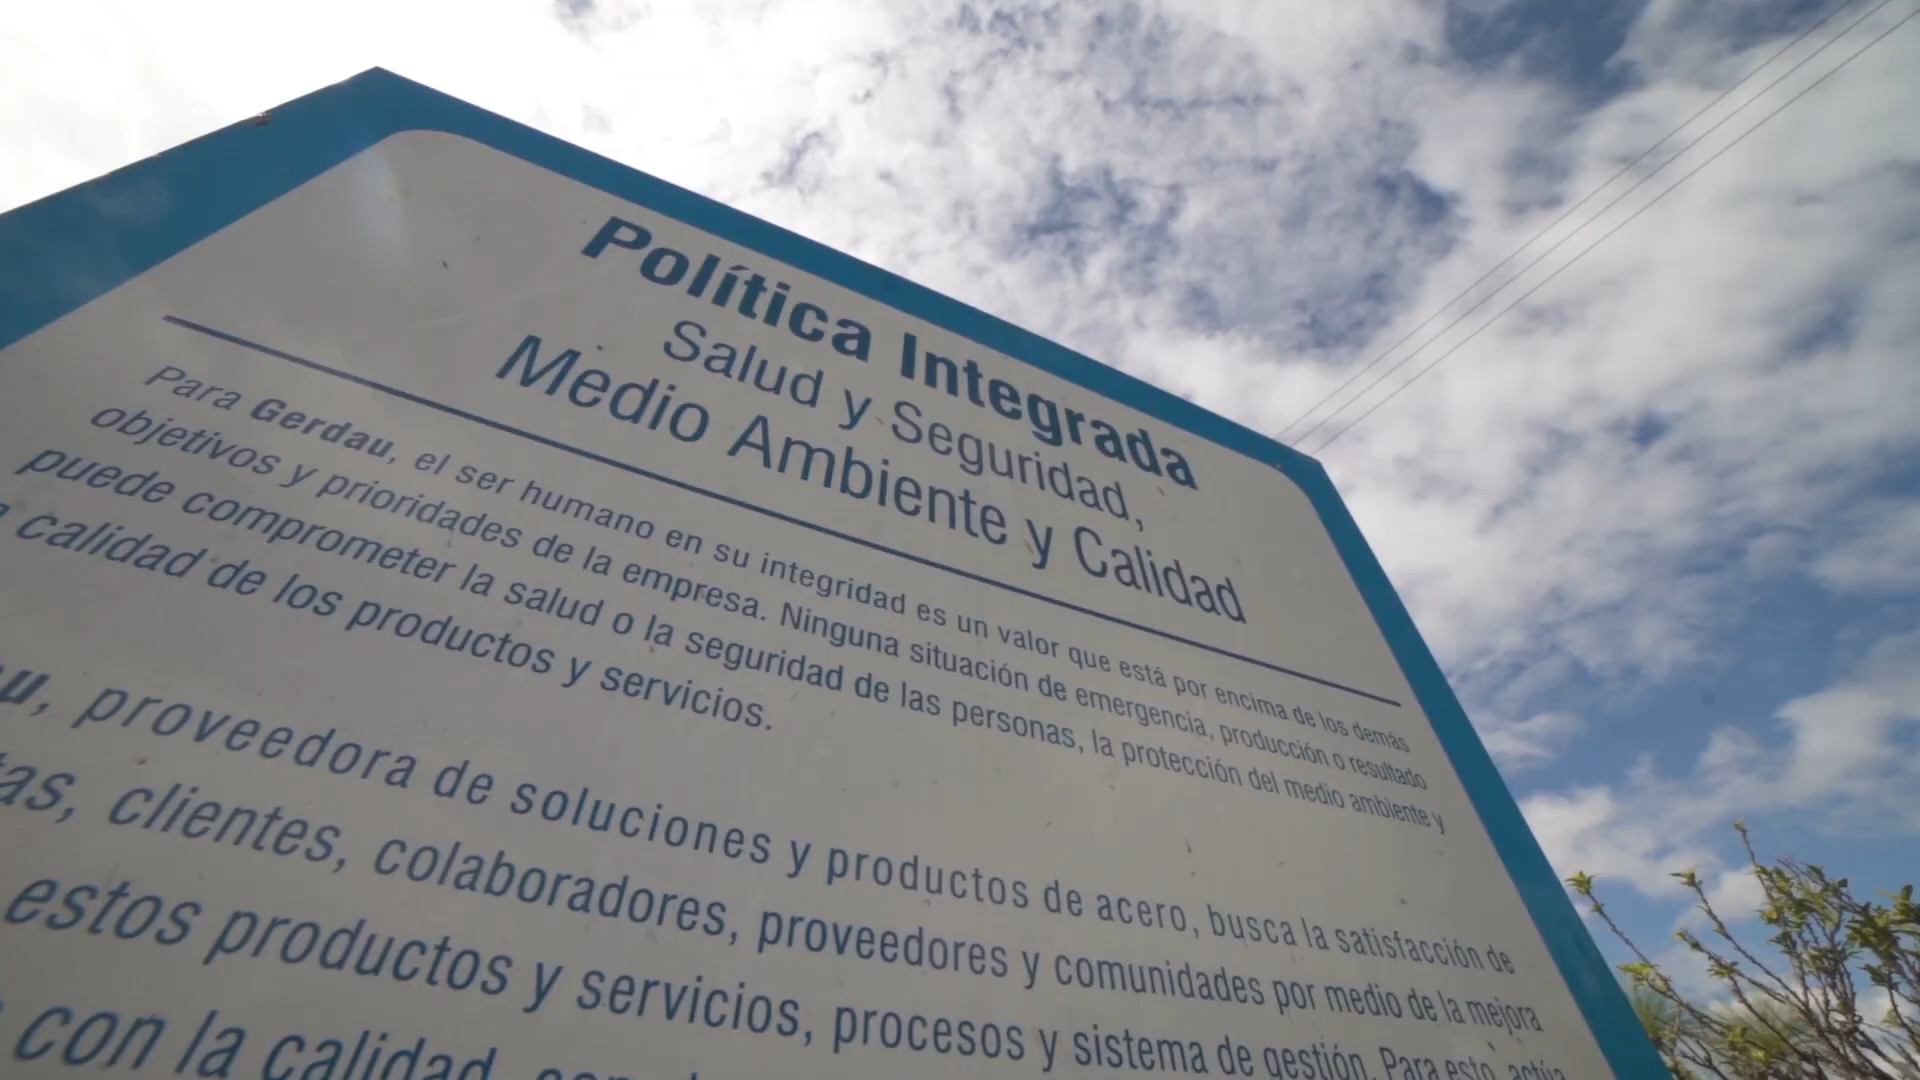 Política Integrada
Salud y Seguridad,
Medio Ambiente y Calidad
Para Gerdau, el ser humano en su integridad es un valor que está por encima de los demás
objetivos y prioridades de la empresa. Ninguna situación de emergencia, producción o resultado
puede comprometer la salud o la seguridad de las personas, la protección del medio ambiente y
calidad de los productos y servicios.
u, proveedora de soluciones y productos de acero, busca la satisfacción de
tas, clientes, colaboradores, proveedores y comunidades por medio de la mejora
estos productos y servicios, procesos y sistema de gestión. Para esto, actúa
con la calidad